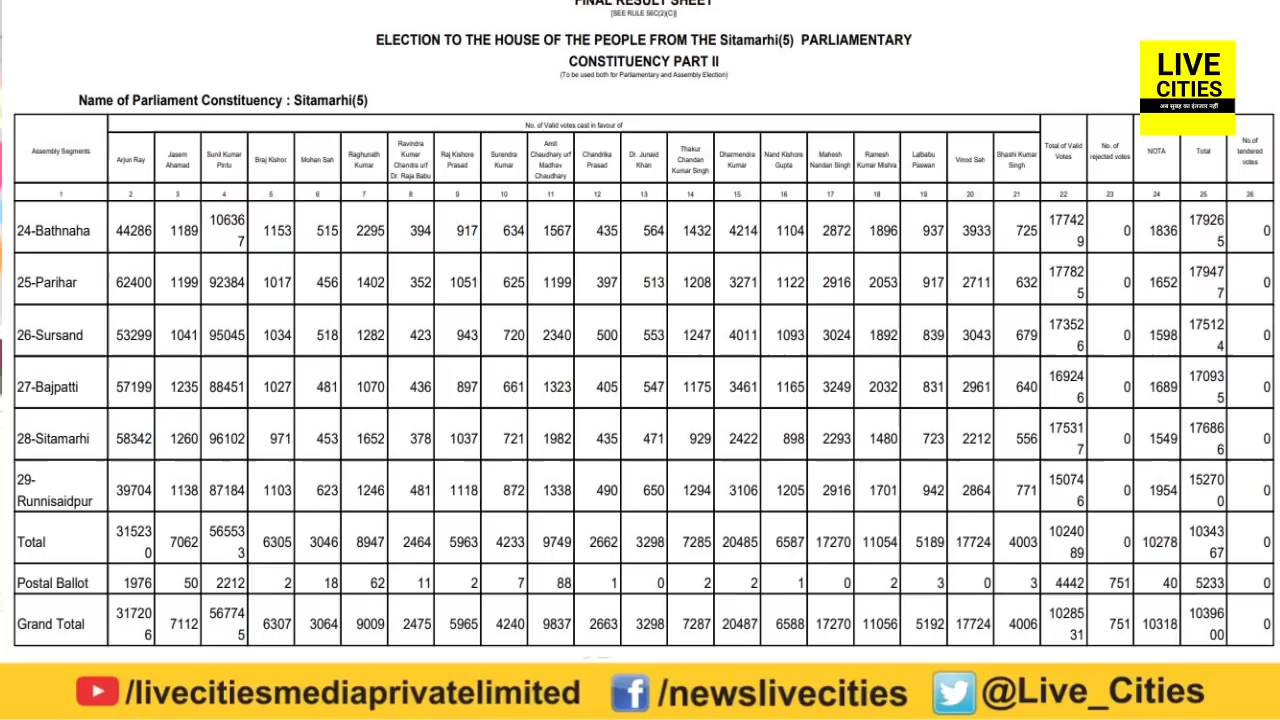 FINAL RESULT SHEET
[SEE RULE 56C(2)(C)]
ELECTION TO THE HOUSE OF THE PEOPLE FROM THE Sitamarhi(5) PARLIAMENTARY
CONSTITUENCY PART II
(To be used both for Parliamentary and Assembly Election)
LIVE
CITIES
अब सुबह का इंतजार नहीं
Name of Parliament Constituency : Sitamarhi(5)
No. of Valid votes cast in favour of
Assembly Segments Arjun Ray Jasem Ahamad Sunil Kumar Pintu Braj Kishor Mohan Sah Raghunath Kumar Ravindra Kumar Chandra urf Dr. Raja Babu Raj Kishore Prasad Surendra Kumar Amit Chaudhary urf Madhav Chaudhary Chandrika Prasad Dr. Junaid Khan Thakur Chandan Kumar Singh Dharmendra Kumar Nand Kishore Gupta Mahesh Nandan Singh Ramesh Kumar Mishra Lalbabu Paswan Vinod Sah Shashi Kumar Singh Total of Valid Votes No. of rejected votes NOTA Total No.of tendered votes
1 2 3 4 5 6 7 8 9 10 11 12 13 14 15 16 17 18 19 20 21 22 23 24 25 26
24-Bathnaha 44286 1189 106367 1153 515 2295 394 917 634 1567 435 564 1432 4214 1104 2872 1896 937 3933 725 177429 0 1836 179265 0
25-Parihar 62400 1199 92384 1017 456 1402 352 1051 625 1199 397 513 1208 3271 1122 2916 2053 917 2711 632 177825 0 1652 179477 0
26-Sursand 53299 1041 95045 1034 518 1282 423 943 720 2340 500 553 1247 4011 1093 3024 1892 839 3043 679 173526 0 1598 175124 0
27-Bajpatti 57199 1235 88451 1027 481 1070 436 897 661 1323 405 547 1175 3461 1165 3249 2032 831 2961 640 169246 0 1689 170935 0
28-Sitamarhi 58342 1260 96102 971 453 1652 378 1037 721 1982 435 471 929 2422 898 2293 1480 723 2212 556 175317 0 1549 176866 0
29-Runnisaidpur 39704 1138 87184 1103 623 1246 481 1118 872 1338 490 650 1294 3106 1205 2916 1701 942 2864 771 150746 0 1954 152700 0
Total 315230 7062 565533 6305 3046 8947 2464 5963 4233 9749 2662 3298 7285 20485 6587 17270 11054 5189 17724 4003 1024089 0 10278 1034367 0
Postal Ballot 1976 50 2212 2 18 62 11 2 7 88 1 0 2 2 1 0 2 3 0 3 4442 751 40 5233 0
Grand Total 317206 7112 567745 6307 3064 9009 2475 5965 4240 9837 2663 3298 7287 20487 6588 17270 11056 5192 17724 4006 1028531 751 10318 1039600 0
/livecitiesmediaprivatelimited /newslivecities @Live_Cities